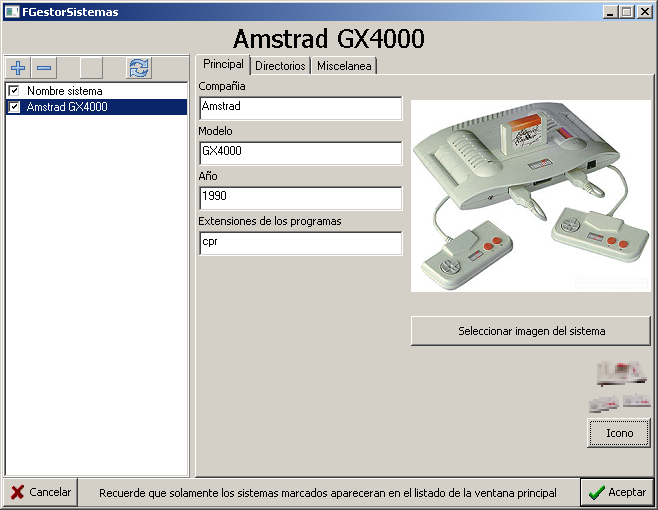 FGestorSistemas
Amstrad GX4000
Nombre sistema
Amstrad GX4000
Principal
Directorios
Miscelanea
Compañia
Amstrad
Modelo
GX4000
Año
1990
Extensiones de los programas
cpr
Seleccionar imagen del sistema
Icono
Cancelar
Recuerde que solamente los sistemas marcados apareceran en el listado de la ventana principal
Aceptar